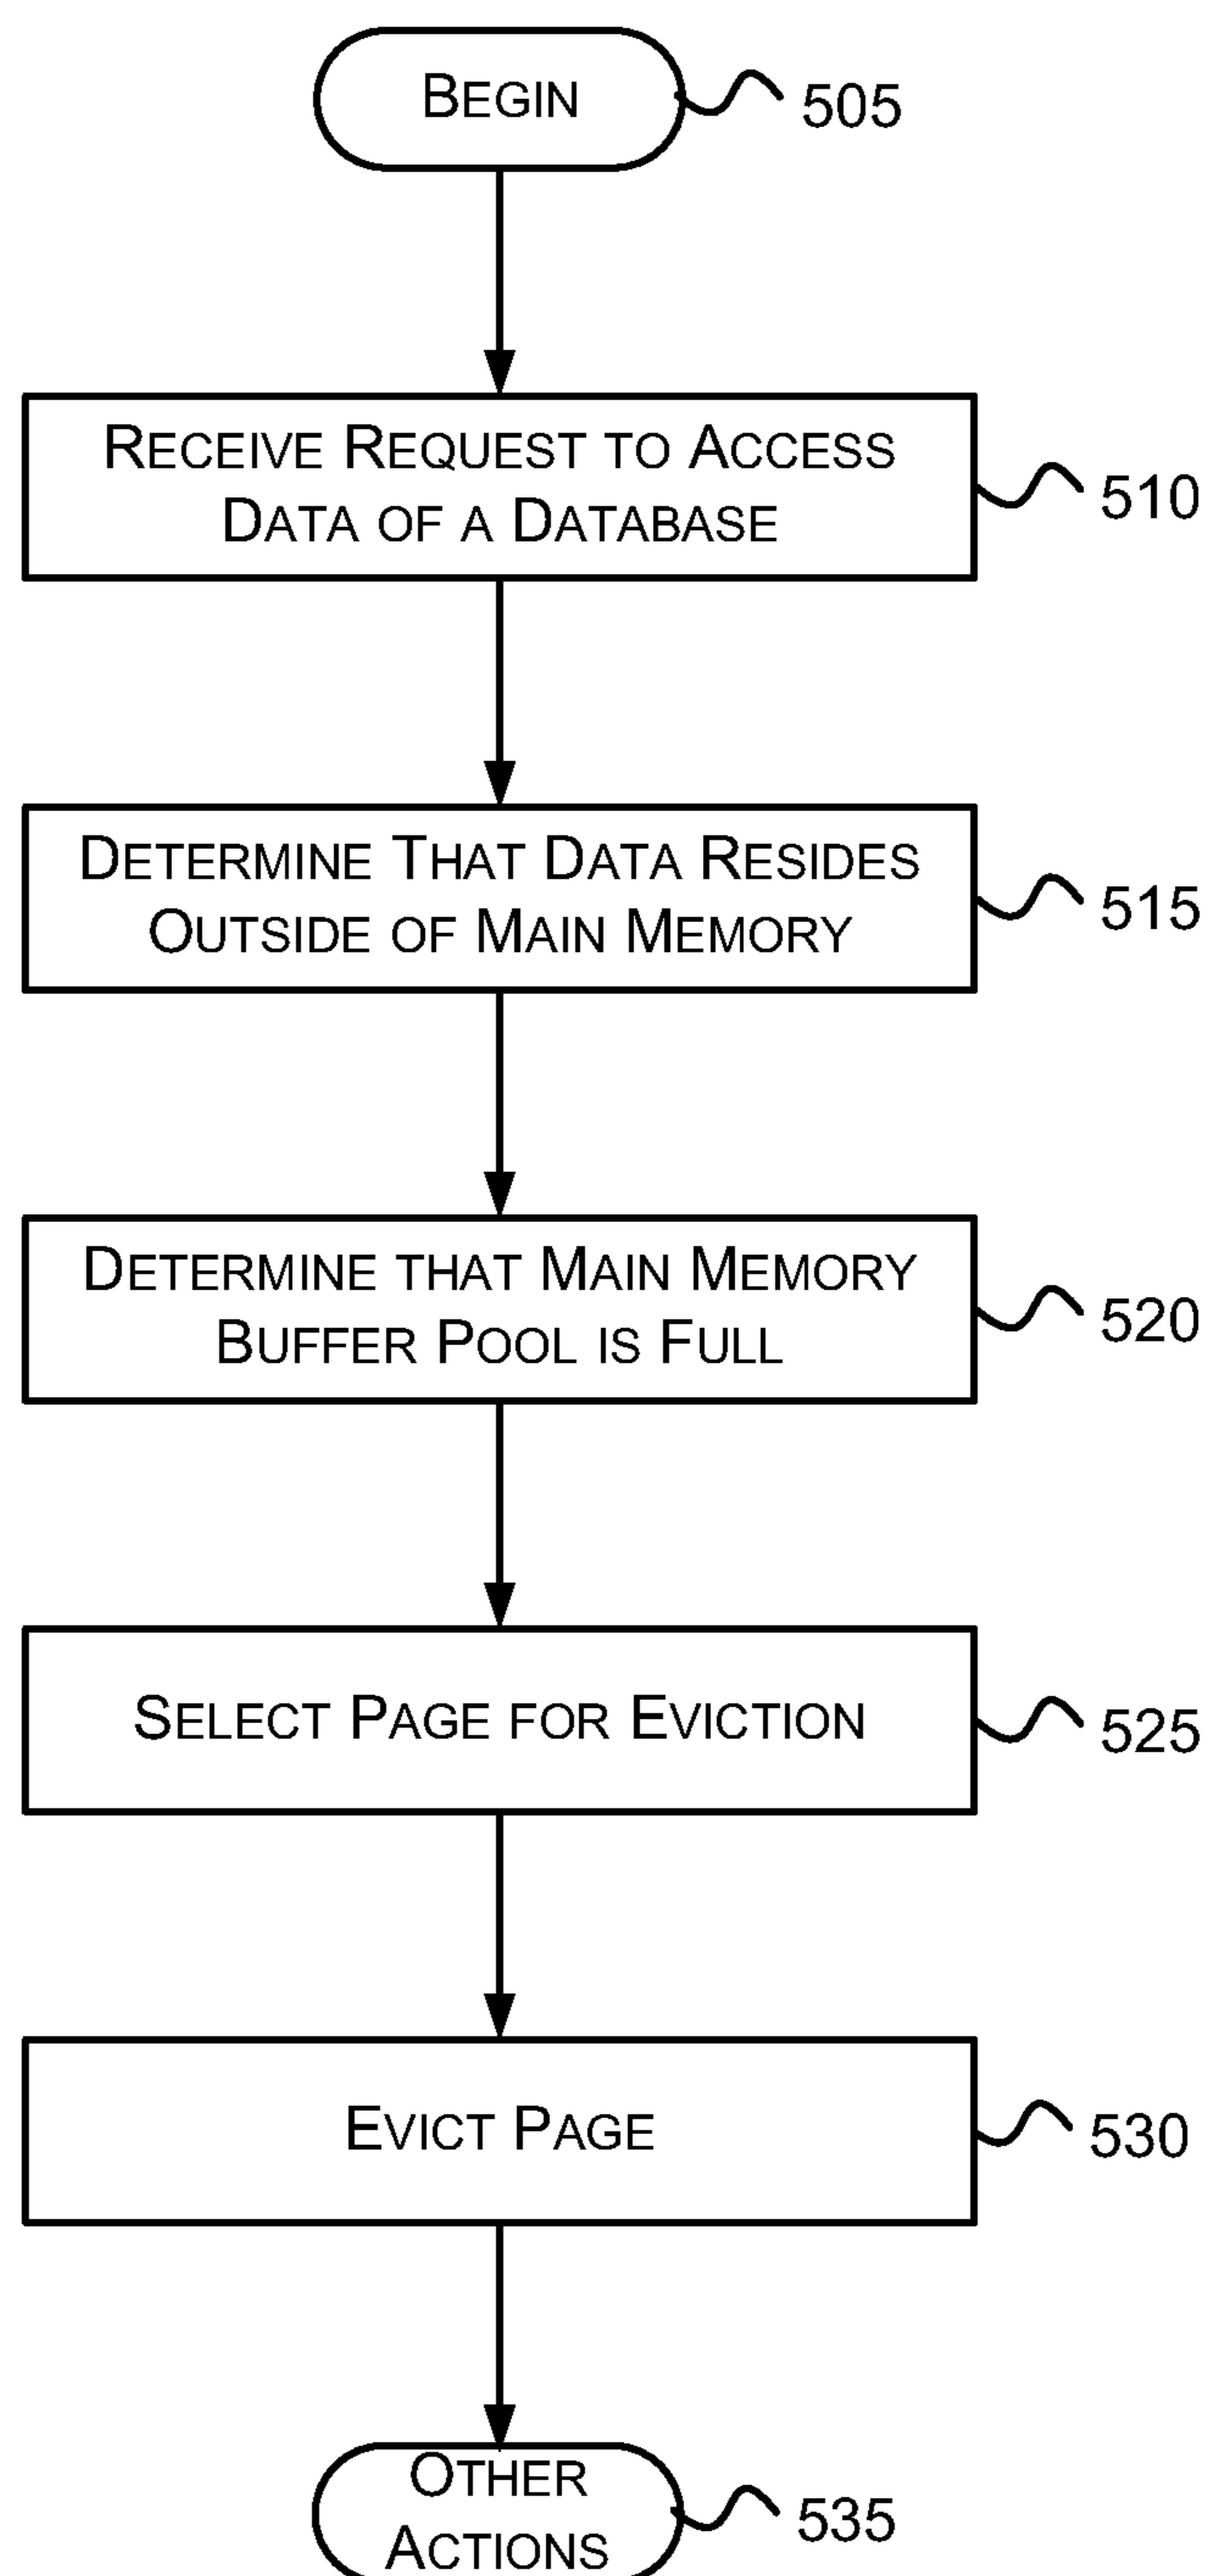 BEGIN
505
RECEIVE REQUEST TO ACCESS
DATA OF A DATABASE
510
DETERMINE THAT DATA RESIDES
OUTSIDE OF MAIN MEMORY
515
DETERMINE THAT MAIN MEMORY
BUFFER POOL IS FULL
520
SELECT PAGE FOR EVICTION
525
EVICT PAGE
530
OTHER
ACTIONS
535